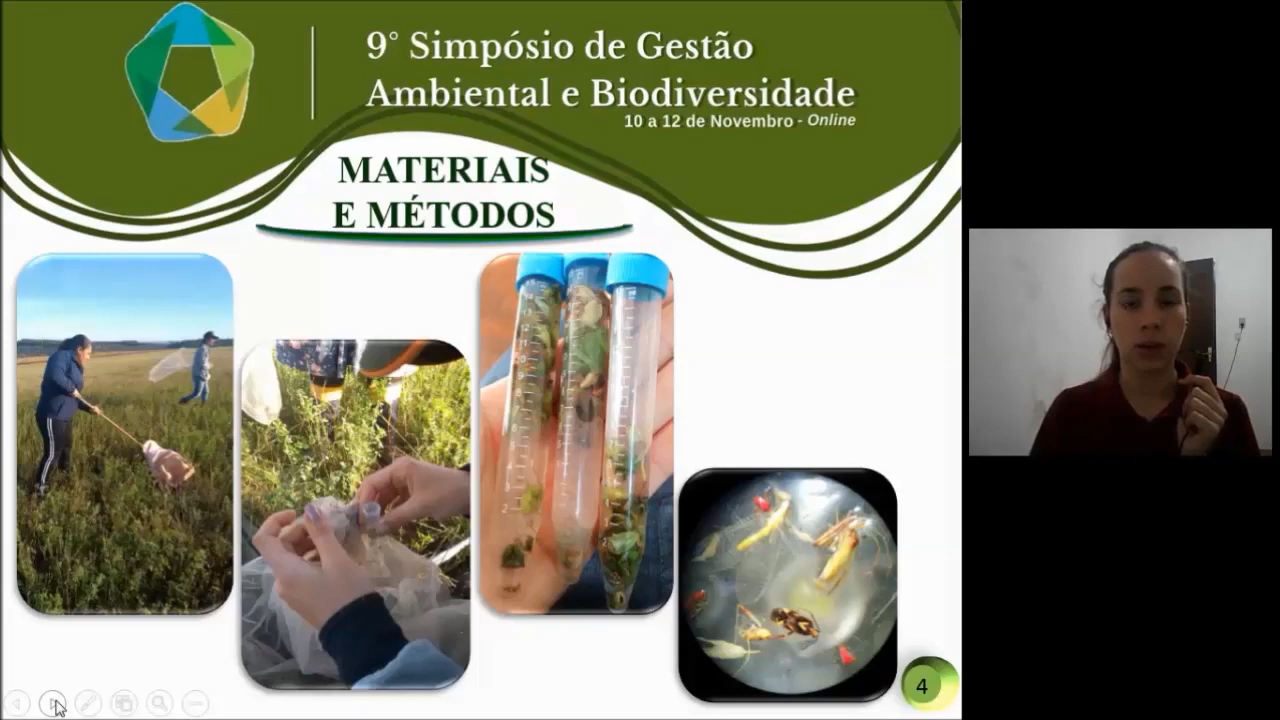 9° Simpósio de Gestão
Ambiental e Biodiversidade
10 a 12 de Novembro - Online
MATERIAIS
E MÉTODOS
4